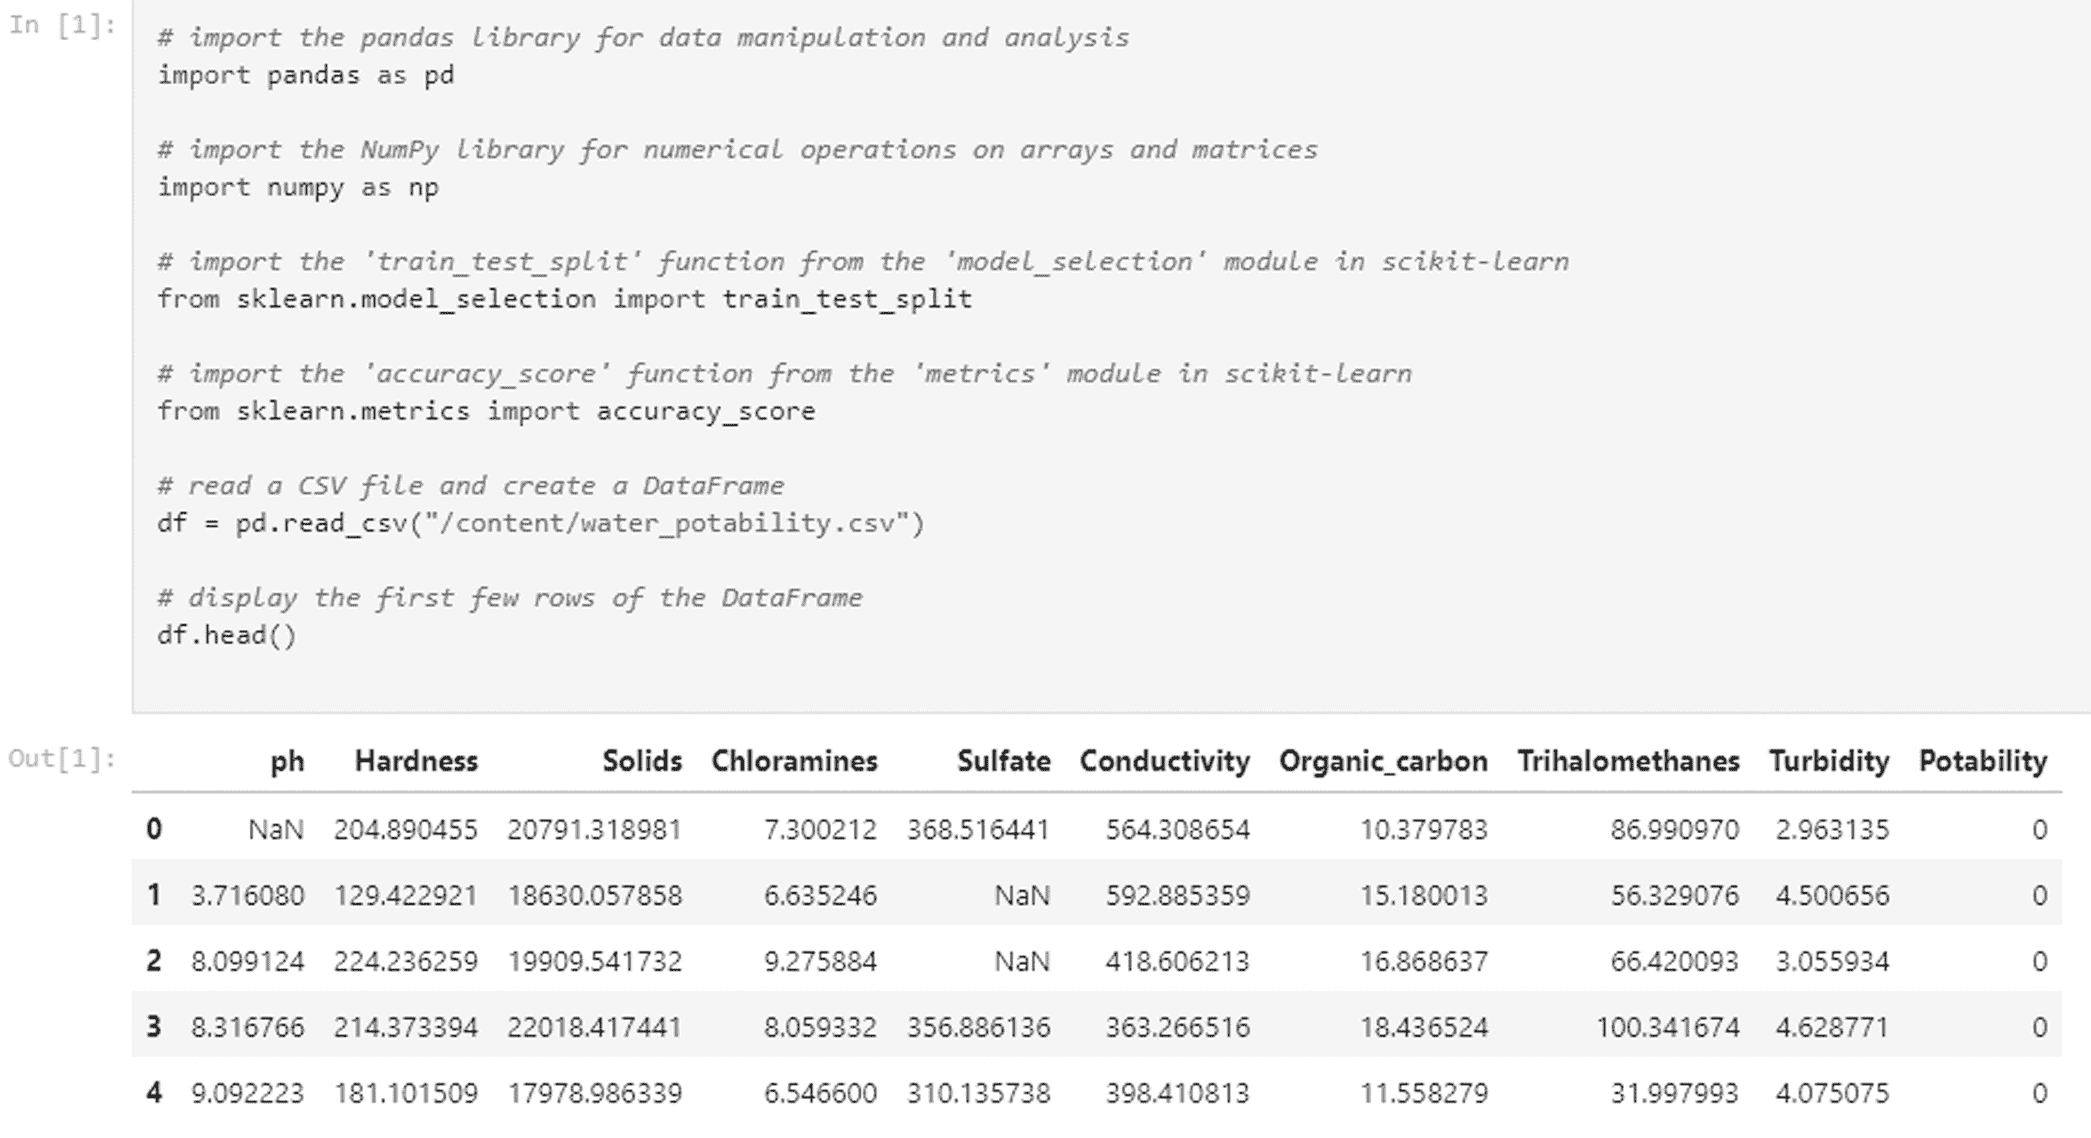 In [1]:
# import the pandas library for data manipulation and analysis
import pandas as pd
# import the NumPy library for numerical operations on arrays and matrices
import numpy as np
# import the 'train_test_split' function from the 'model_selection' module in scikit-learn
from sklearn.model_selection import train_test_split
# import the 'accuracy_score' function from the 'metrics' module in scikit-learn
from sklearn.metrics import accuracy_score
# read a CSV file and create a DataFrame
df = pd.read_csv("/content/water_potability.csv")
# display the first few rows of the DataFrame
df.head()
Out[1]:
ph Hardness Solids Chloramines Sulfate Conductivity Organic_carbon Trihalomethanes Turbidity Potability
0 NaN 204.890455 20791.318981 7.300212 368.516441 564.308654 10.379783 86.990970 2.963135 0
1 3.716080 129.422921 18630.057858 6.635246 NaN 592.885359 15.180013 56.329076 4.500656 0
2 8.099124 224.236259 19909.541732 9.275884 NaN 418.606213 16.868637 66.420093 3.055934 0
3 8.316766 214.373394 22018.417441 8.059332 356.886136 363.266516 18.436524 100.341674 4.628771 0
4 9.092223 181.101509 17978.986339 6.546600 310.135738 398.410813 11.558279 31.997993 4.075075 0